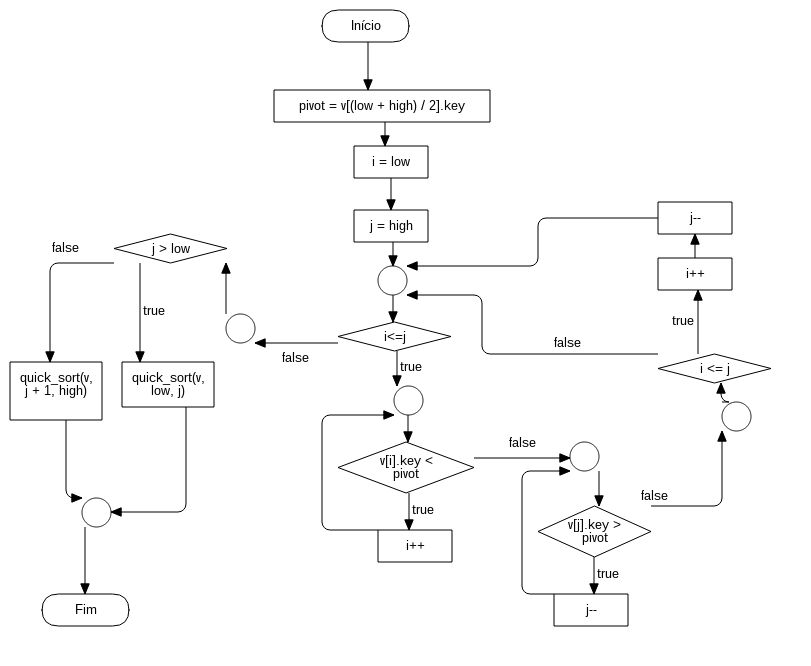 Início
pivot = v[(low + high) / 2].key
i = low
j = high
j--
i++
true
i <= j
false
j > low
false
true
i<=j
false
true
quick_sort(v,
j + 1, high)
quick_sort(v,
low, j)
v[i].key <
pivot
false
true
i++
v[j].key >
pivot
false
true
j--
Fim